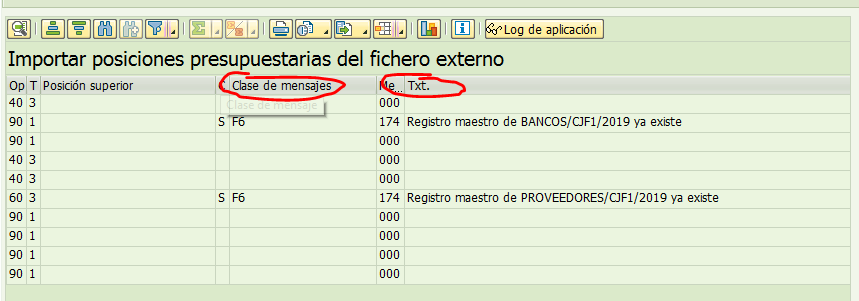 Log de aplicación
Importar posiciones presupuestarias del fichero externo
Op T Posición superior C Clase de mensajes Me... Txt.
40 3 000
Clase de mensaje
90 1 S F6 174 Registro maestro de BANCOS/CJF1/2019 ya existe
90 1 000
40 3 000
40 3 000
60 3 S F6 174 Registro maestro de PROVEEDORES/CJF1/2019 ya existe
90 1 000
90 1 000
90 1 000
90 1 000